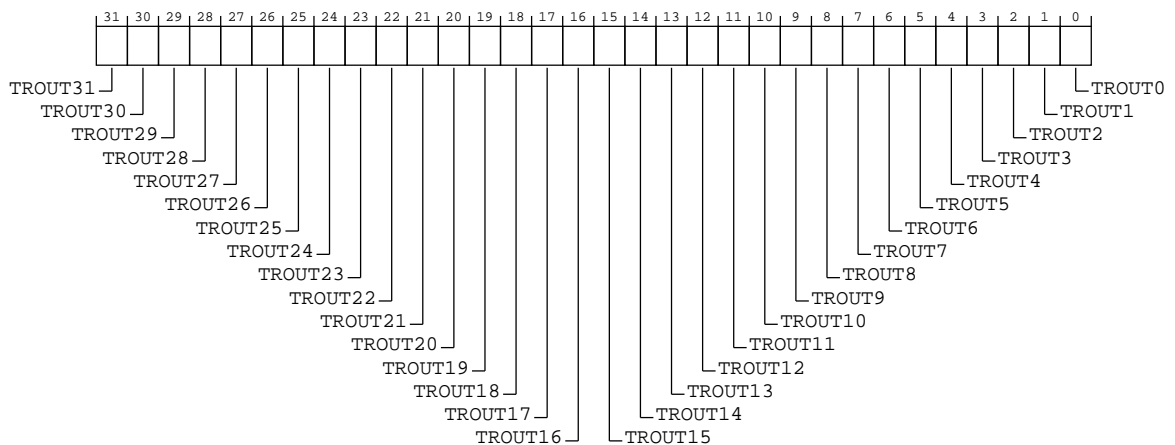 31 30 29 28 27 26 25 24 23 22 21 20 19 18 17 16 15 14 13 12 11 10 9 8 7 6 5 4 3 2 1 0
TROUT31 TROUT0
TROUT30 TROUT1
TROUT29 TROUT2
TROUT28 TROUT3
TROUT27 TROUT4
TROUT26 TROUT5
TROUT25 TROUT6
TROUT24 TROUT7
TROUT23 TROUT8
TROUT22 TROUT9
TROUT21 TROUT10
TROUT20 TROUT11
TROUT19 TROUT12
TROUT18 TROUT13
TROUT17 TROUT14
TROUT16 TROUT15